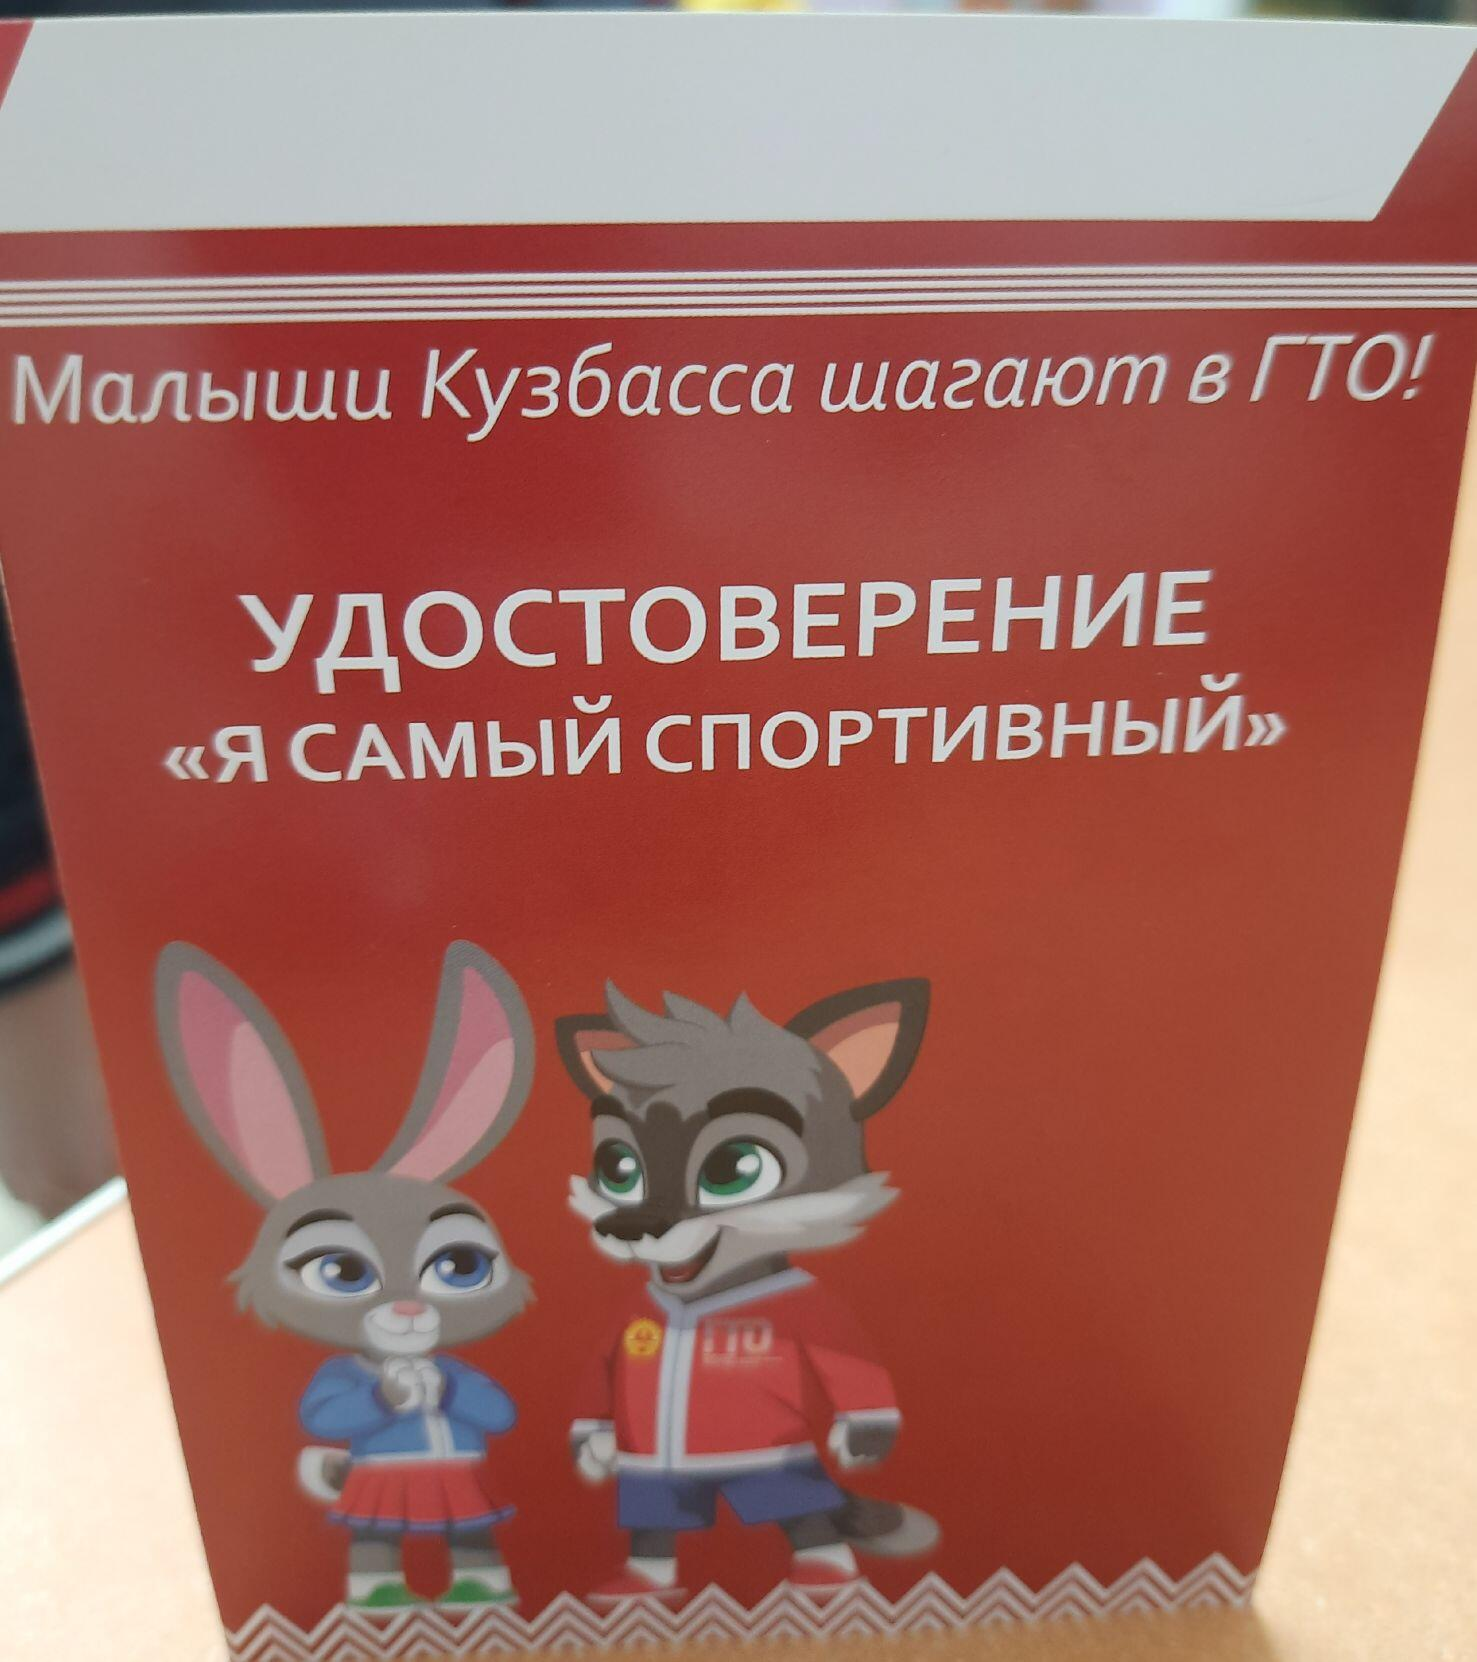 Малыши Кузбасса шагают в ГТО!
УДОСТОВЕРЕНИЕ
«Я САМЫЙ СПОРТИВНЫЙ»
ГТО